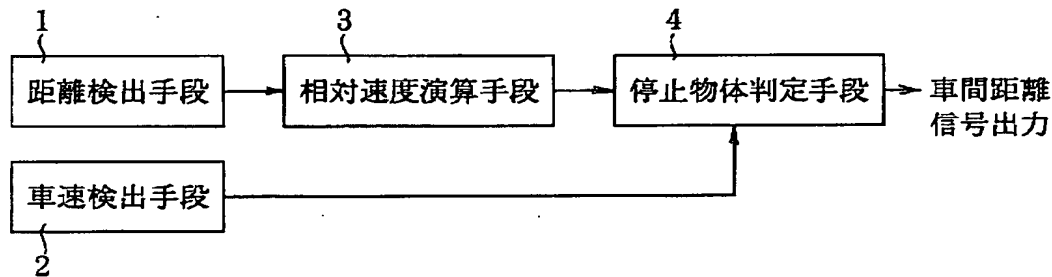 1
距離検出手段
3
相対速度演算手段
4
停止物体判定手段
車間距離
信号出力
車速検出手段
2